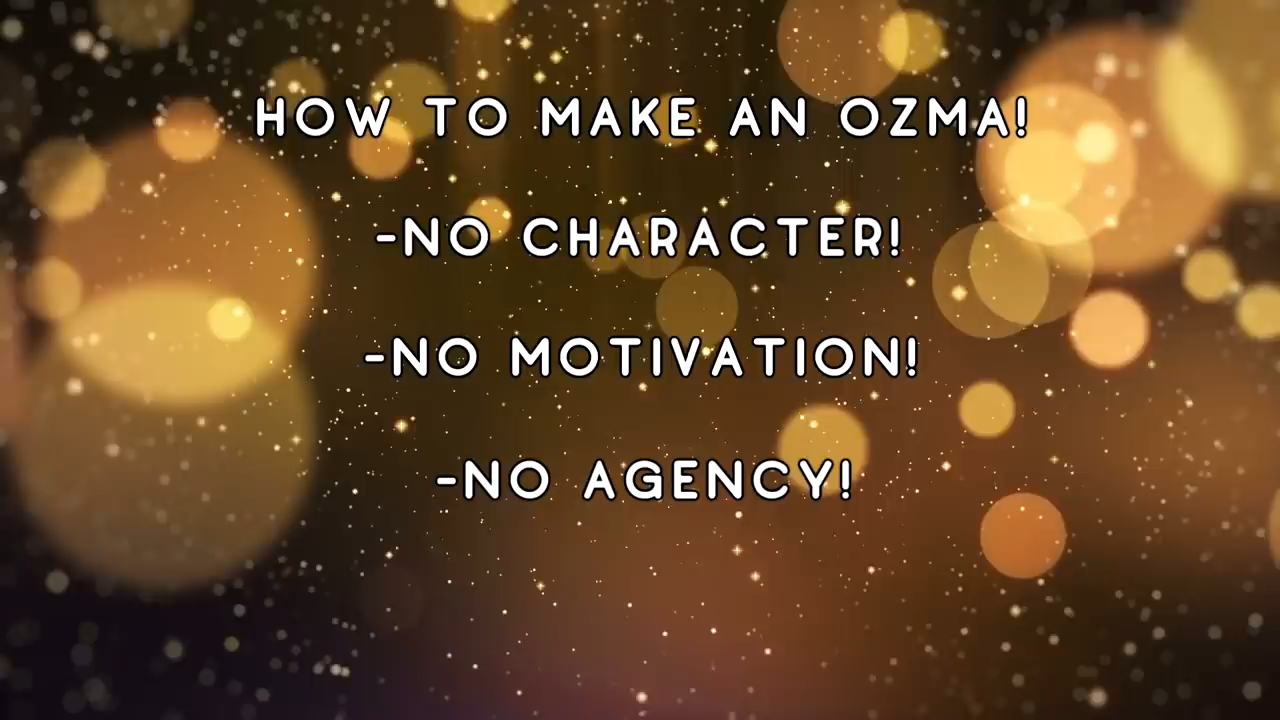 HOW TO MAKE AN OZMA!
-NO CHARACTER!
-NO MOTIVATION!
-NO AGENCY!